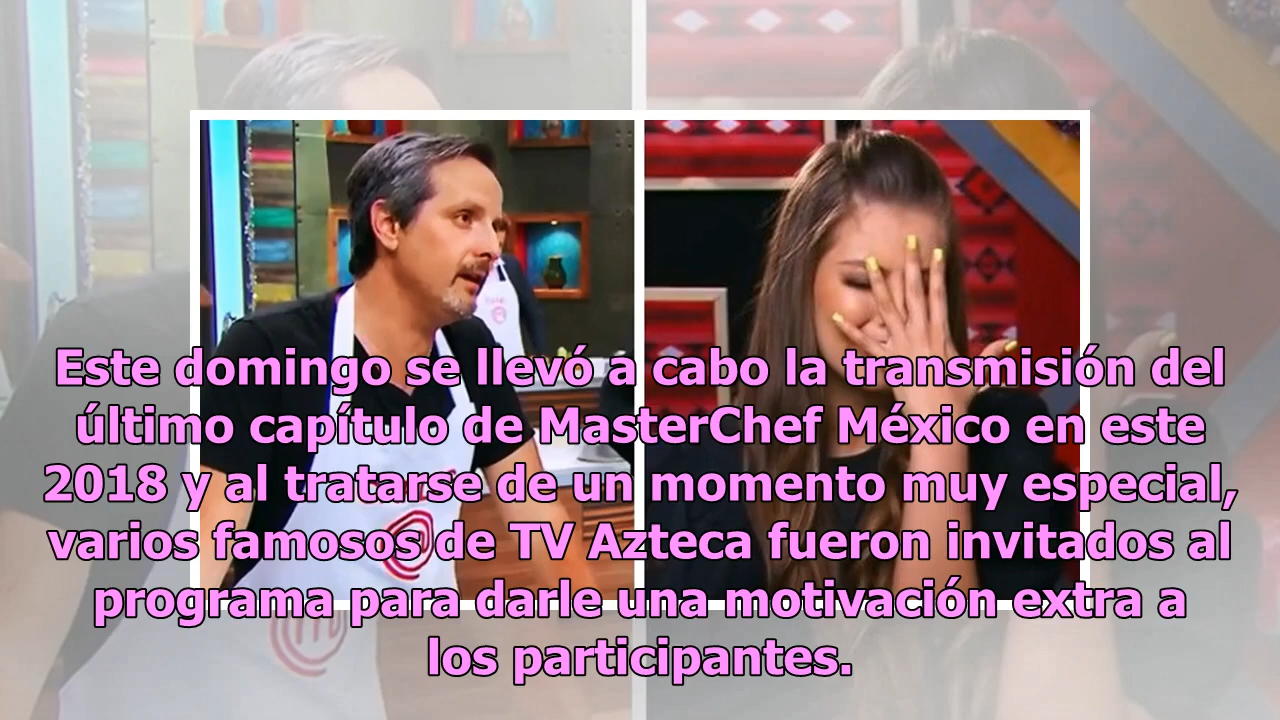 Este domingo se llevó a cabo la transmisión del
último capítulo de MasterChef México en este
2018 y al tratarse de un momento muy especial,
varios famosos de TV Azteca fueron invitados al
programa para darle una motivación extra a
los participantes.